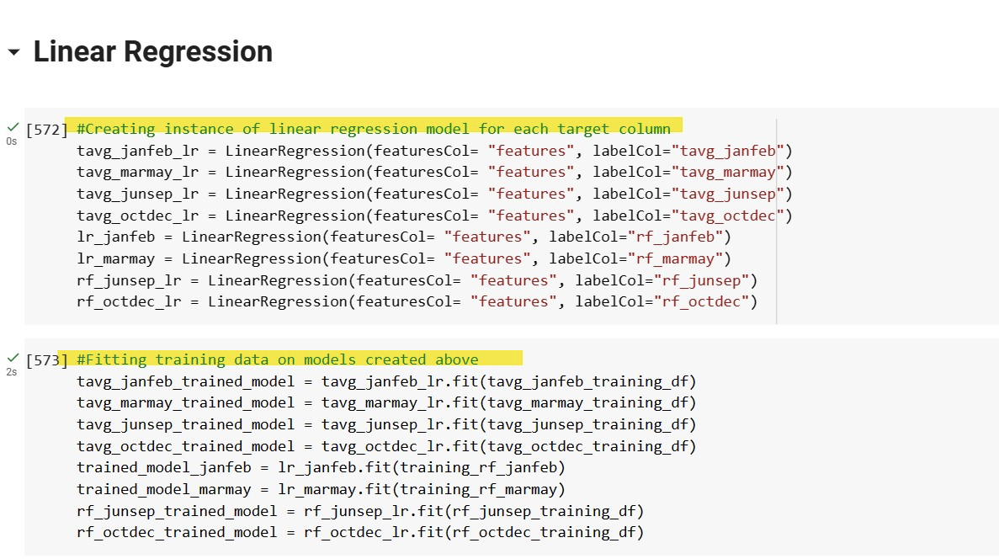 Linear Regression
[572] #Creating instance of linear regression model for each target column
0s
tavg_janfeb_lr = LinearRegression(featuresCol= "features", labelCol="tavg_janfeb")
tavg_marmay_lr = LinearRegression(featuresCol= "features", labelCol="tavg_marmay")
tavg_junsep_lr = LinearRegression(featuresCol= "features", labelCol="tavg_junsep")
tavg_octdec_lr = LinearRegression(featuresCol= "features", labelCol="tavg_octdec")
lr_janfeb = LinearRegression(featuresCol= "features", labelCol="rf_janfeb")
lr_marmay = LinearRegression(featuresCol= "features", labelCol="rf_marmay")
rf_junsep_lr = LinearRegression(featuresCol= "features", labelCol="rf_junsep")
rf_octdec_lr = LinearRegression(featuresCol= "features", labelCol="rf_octdec")
[573] #Fitting training data on models created above
2s
tavg_janfeb_trained_model = tavg_janfeb_lr.fit(tavg_janfeb_training_df)
tavg_marmay_trained_model = tavg_marmay_lr.fit(tavg_marmay_training_df)
tavg_junsep_trained_model = tavg_junsep_lr.fit(tavg_junsep_training_df)
tavg_octdec_trained_model = tavg_octdec_lr.fit(tavg_octdec_training_df)
trained_model_janfeb = lr_janfeb.fit(training_rf_janfeb)
trained_model_marmay = lr_marmay.fit(training_rf_marmay)
rf_junsep_trained_model = rf_junsep_lr.fit(rf_junsep_training_df)
rf_octdec_trained_model = rf_octdec_lr.fit(rf_octdec_training_df)